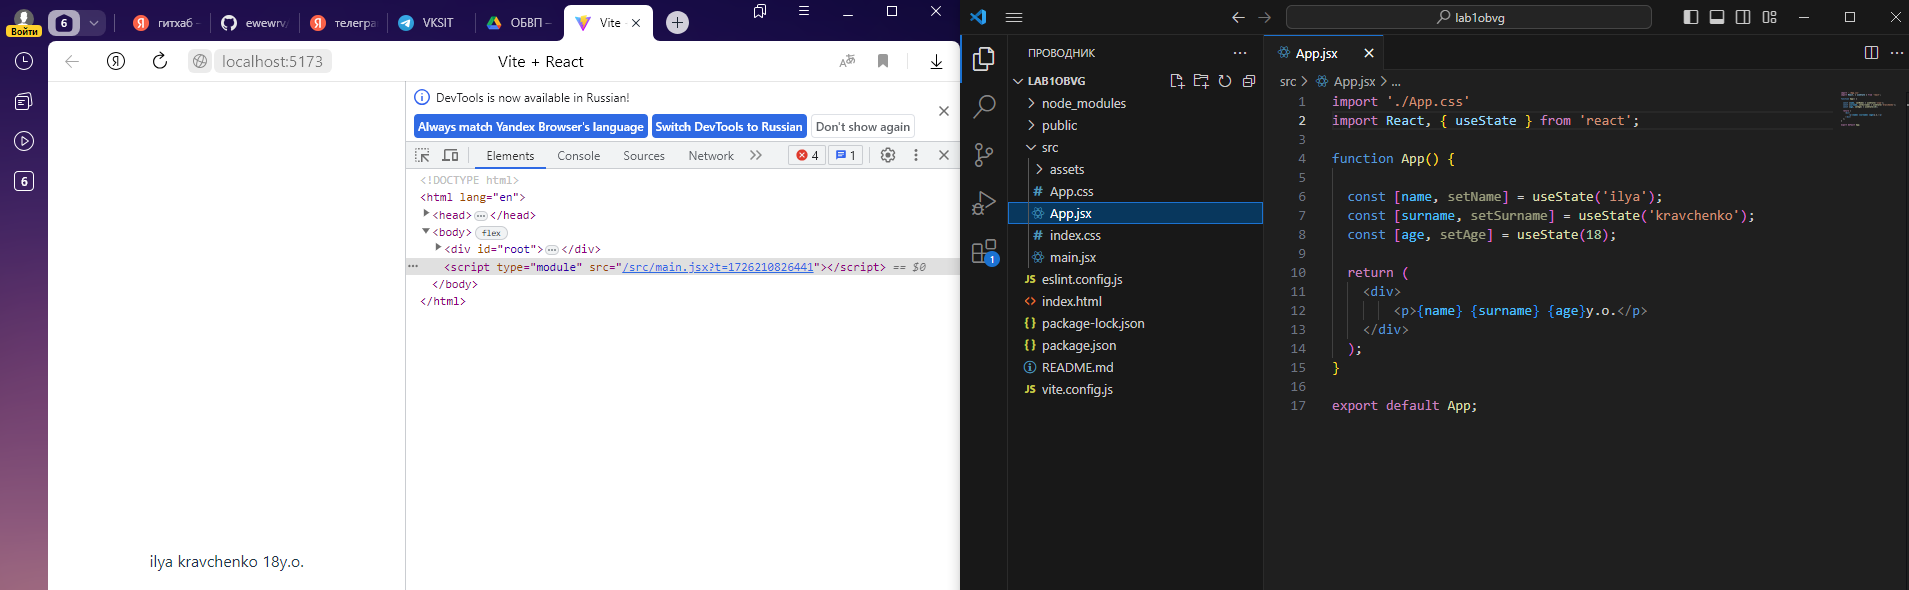 Войти
6
гитхаб
ewewrv
телегра
VKSIT
ОБВП –
Vite
6
localhost:5173
Vite + React
DevTools is now available in Russian!
Always match Yandex Browser's language
Switch DevTools to Russian
Don't show again
Elements
Console
Sources
Network
4
1
<!DOCTYPE html>
<html lang="en">
<head> ⋯ </head>
<body> flex
<div id="root"> ⋯ </div>
<script type="module" src="/src/main.jsx?t=1726210826441"></script> == $0
</body>
</html>
ilya kravchenko 18y.o.
lab1obvg
ПРОВОДНИК
LAB1OBVG
node_modules
public
src
assets
# App.css
App.jsx
# index.css
main.jsx
JS eslint.config.js
<> index.html
{} package-lock.json
{} package.json
README.md
JS vite.config.js
1
App.jsx
src > App.jsx > ...
1 import './App.css'
2 import React, { useState } from 'react';
3
4 function App() {
5
6 const [name, setName] = useState('ilya');
7 const [surname, setSurname] = useState('kravchenko');
8 const [age, setAge] = useState(18);
9
10 return (
11 <div>
12 <p>{name} {surname} {age}y.o.</p>
13 </div>
14 );
15 }
16
17 export default App;